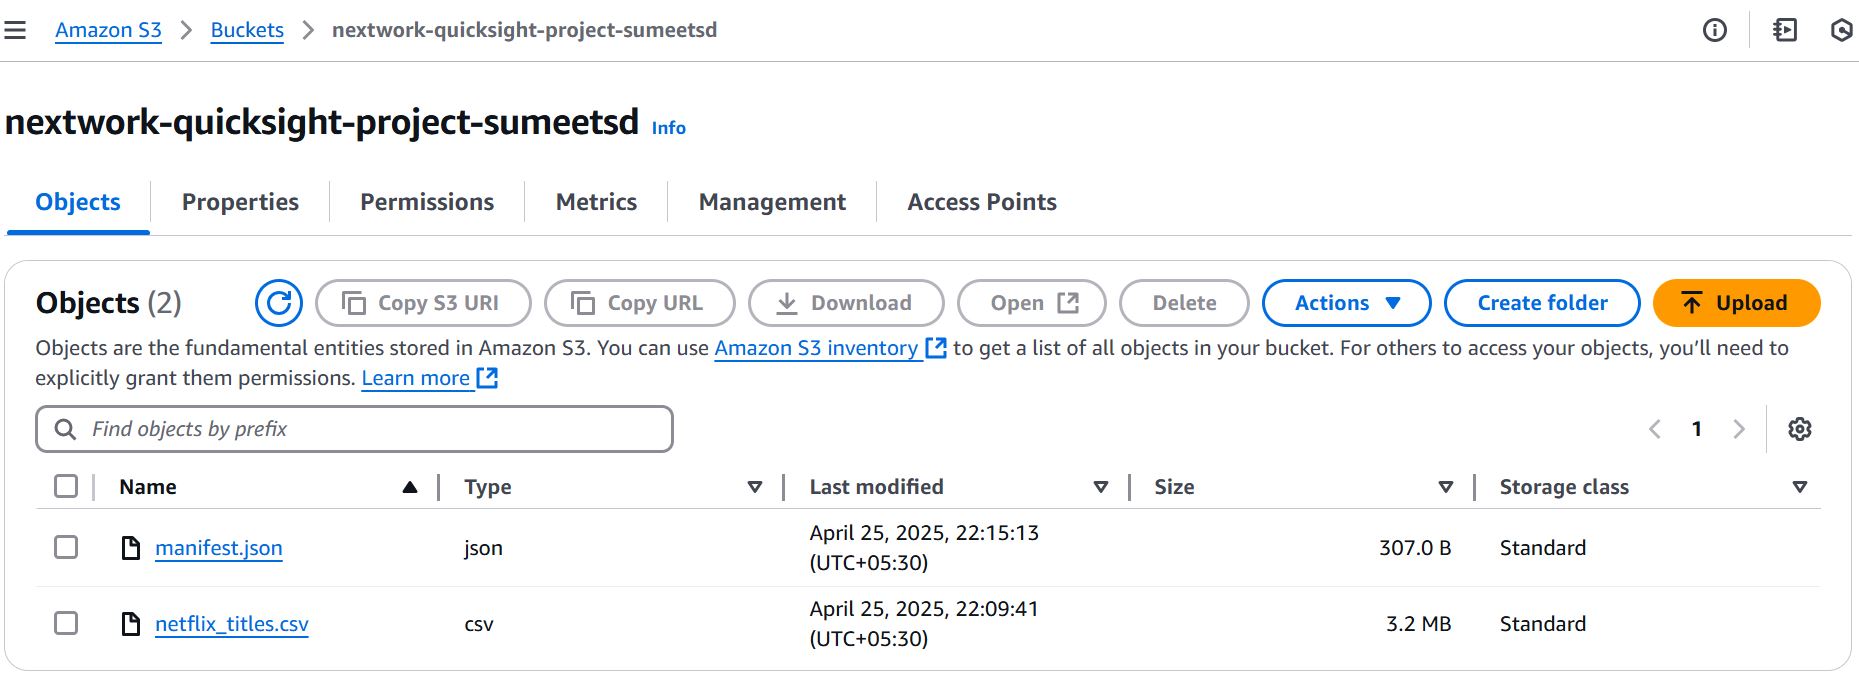 Amazon S3 > Buckets > nextwork-quicksight-project-sumeetsd
nextwork-quicksight-project-sumeetsd Info
Objects Properties Permissions Metrics Management Access Points
Objects (2) Copy S3 URI Copy URL Download Open Delete Actions Create folder Upload
Objects are the fundamental entities stored in Amazon S3. You can use Amazon S3 inventory to get a list of all objects in your bucket. For others to access your objects, you’ll need to
explicitly grant them permissions. Learn more
Find objects by prefix 1
Name Type Last modified Size Storage class
manifest.json json April 25, 2025, 22:15:13 307.0 B Standard
(UTC+05:30)
netflix_titles.csv csv April 25, 2025, 22:09:41 3.2 MB Standard
(UTC+05:30)